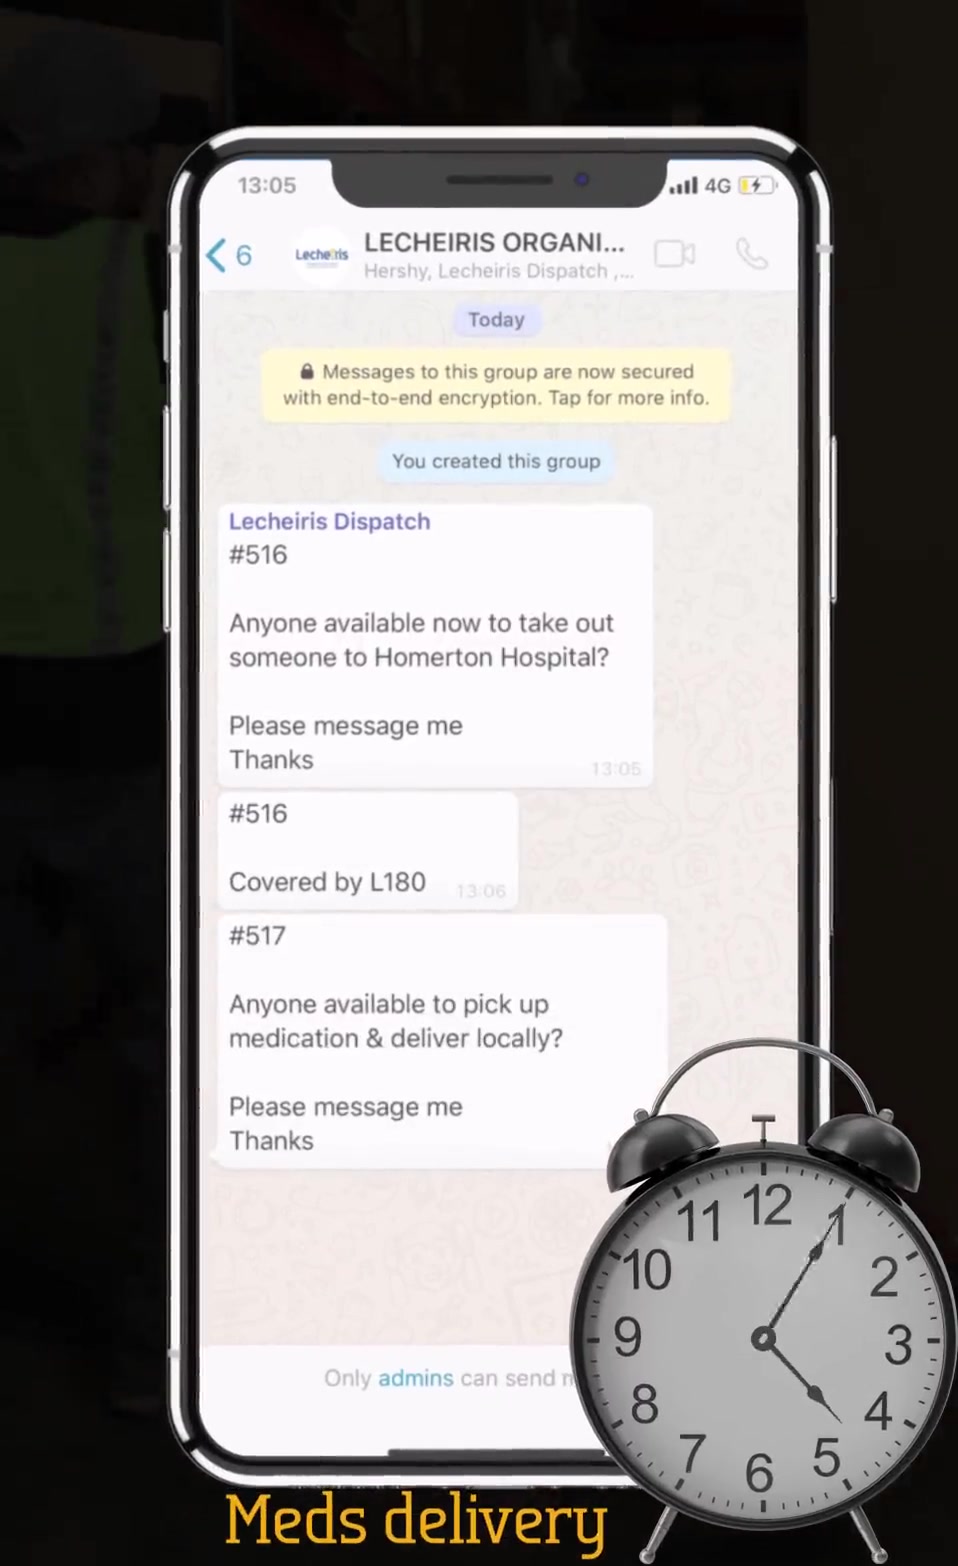 13:05
4G
6
Lecheiris
LECHEIRIS ORGANI...
Hershy, Lecheiris Dispatch ,...
Today
Messages to this group are now secured
with end-to-end encryption. Tap for more info.
You created this group
Lecheiris Dispatch
#516
Anyone available now to take out
someone to Homerton Hospital?
Please message me
Thanks
13:05
#516
Covered by L180
13:06
#517
Anyone available to pick up
medication & deliver locally?
Please message me
Thanks
Only admins can send
12
1
2
3
4
5
6
7
8
9
10
11
Meds delivery